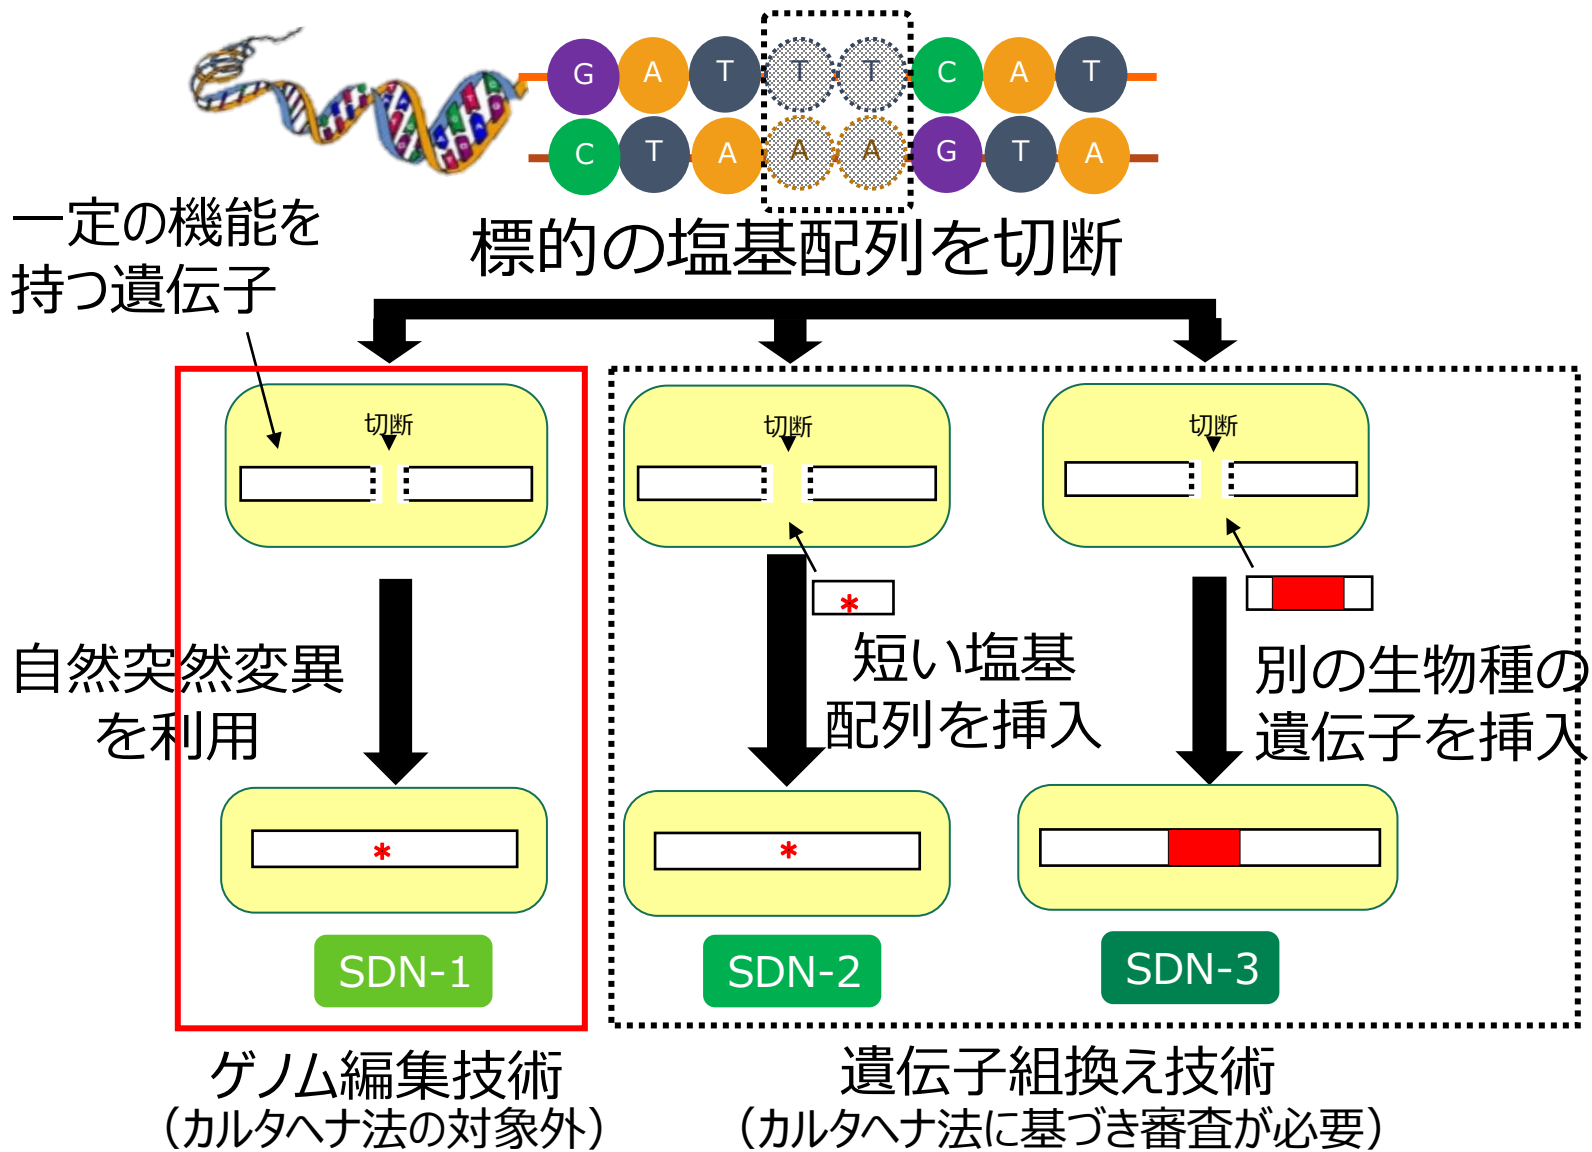 G A T T T C A T
C T A A A G T A
一定の機能を
持つ遺伝子
標的の塩基配列を切断
切断
切断
切断
*
自然突然変異
を利用
短い塩基
配列を挿入
別の生物種の
遺伝子を挿入
*
*
SDN-1
SDN-2
SDN-3
ゲノム編集技術
（カルタヘナ法の対象外）
遺伝子組換え技術
（カルタヘナ法に基づき審査が必要）